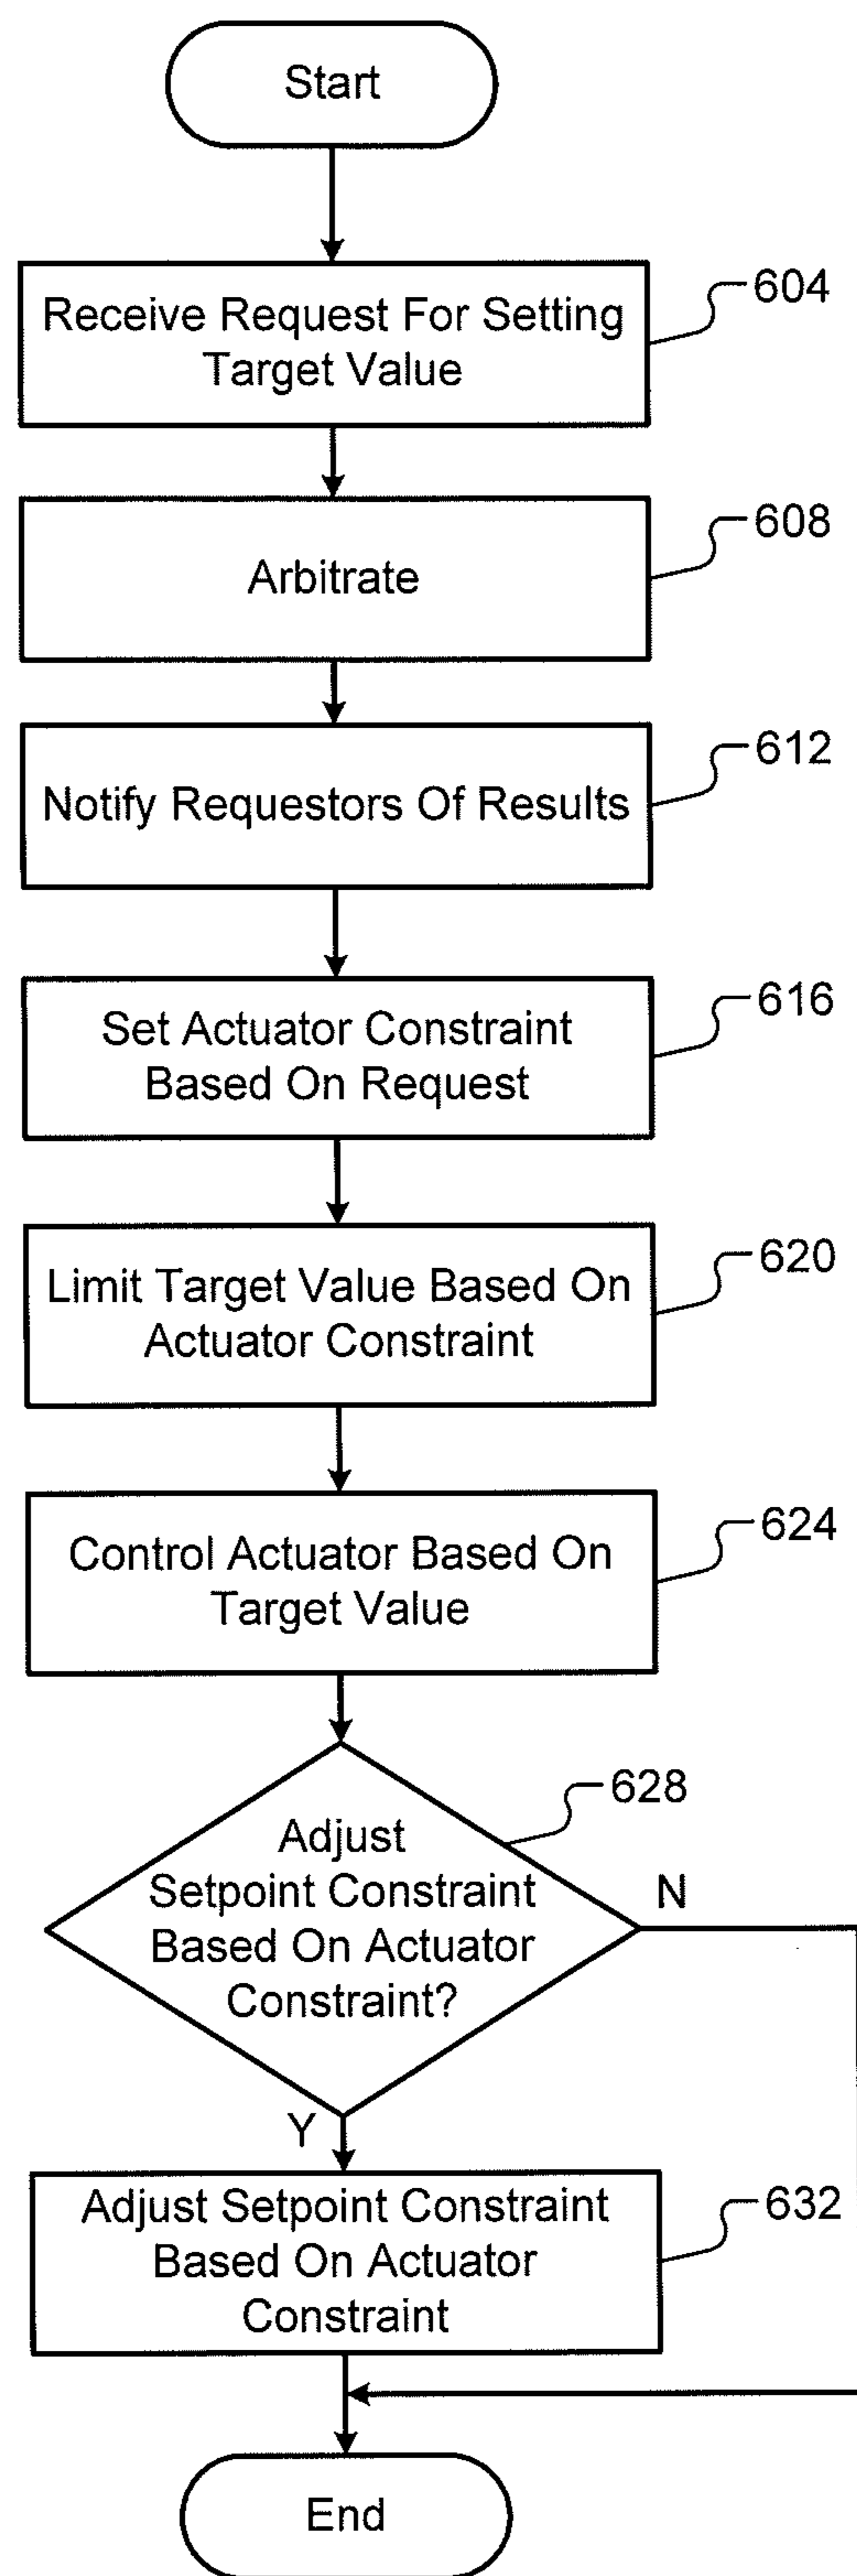 Start
Receive Request For Setting
Target Value
604
Arbitrate
608
Notify Requestors Of Results
612
Set Actuator Constraint
Based On Request
616
Limit Target Value Based On
Actuator Constraint
620
Control Actuator Based On
Target Value
624
Adjust
Setpoint Constraint
Based On Actuator
Constraint?
628
N
Y
Adjust Setpoint Constraint
Based On Actuator
Constraint
632
End